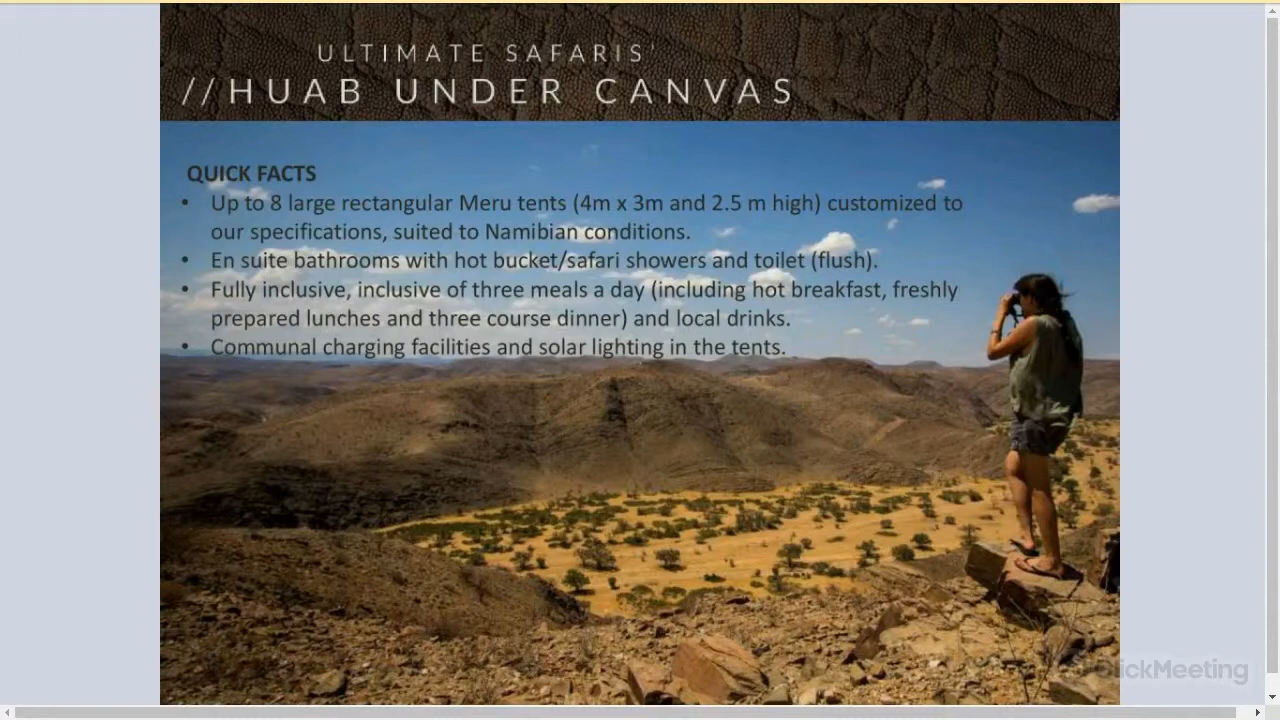 ULTIMATE SAFARIS'
//HUAB UNDER CANVAS
QUICK FACTS
• Up to 8 large rectangular Meru tents (4m x 3m and 2.5 m high) customized to
our specifications, suited to Namibian conditions.
• En suite bathrooms with hot bucket/safari showers and toilet (flush).
• Fully inclusive, inclusive of three meals a day (including hot breakfast, freshly
prepared lunches and three course dinner) and local drinks.
• Communal charging facilities and solar lighting in the tents.
ClickMeeting